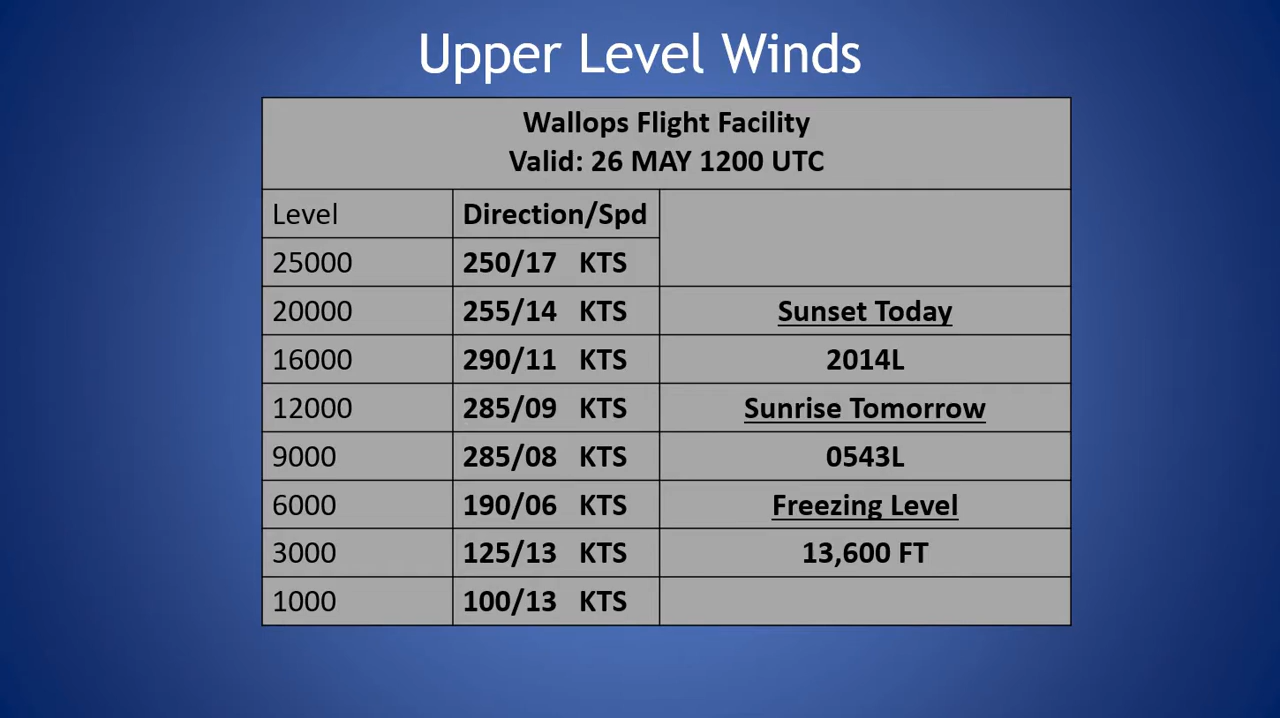 Upper Level Winds
Wallops Flight Facility
Valid: 26 MAY 1200 UTC
Level Direction/Spd
25000 250/17 KTS
20000 255/14 KTS Sunset Today
16000 290/11 KTS 2014L
12000 285/09 KTS Sunrise Tomorrow
9000 285/08 KTS 0543L
6000 190/06 KTS Freezing Level
3000 125/13 KTS 13,600 FT
1000 100/13 KTS